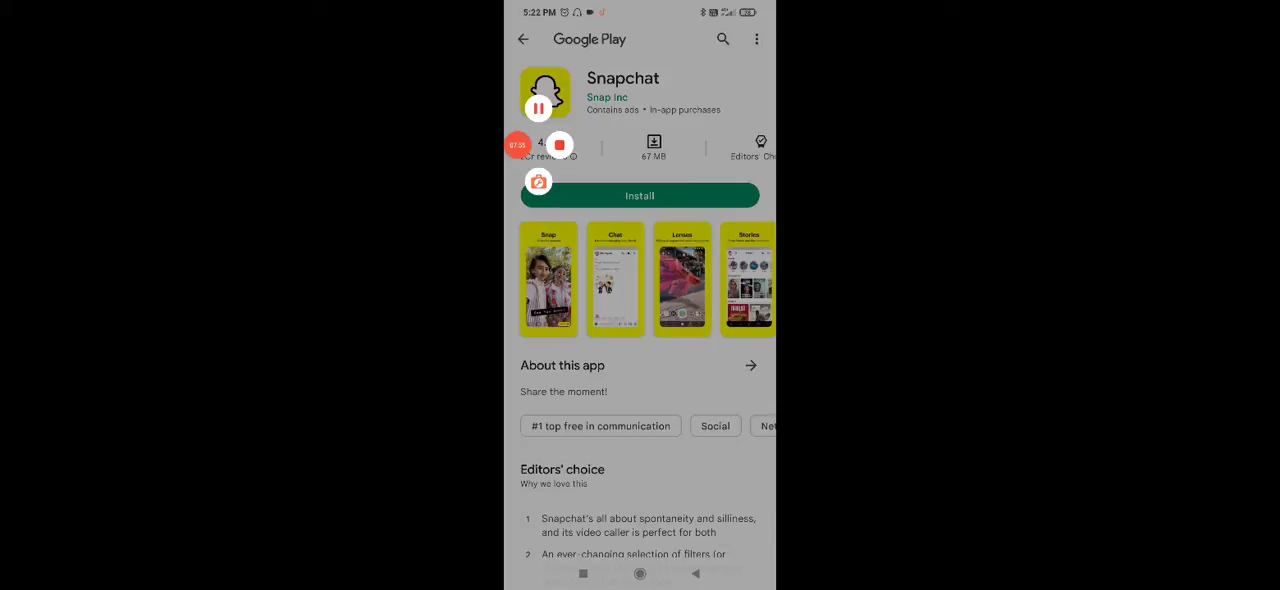 5:22 PM
Google Play
Snapchat
Snap Inc
Contains ads • In-app purchases
07:55
67 MB
Editors'
Install
Snap
Chat
Lenses
Stories
About this app
Share the moment!
#1 top free in communication
Social
Editors' choice
Why we love this
1 Snapchat's all about spontaneity and silliness,
and its video caller is perfect for both
2 An ever-changing selection of filters for